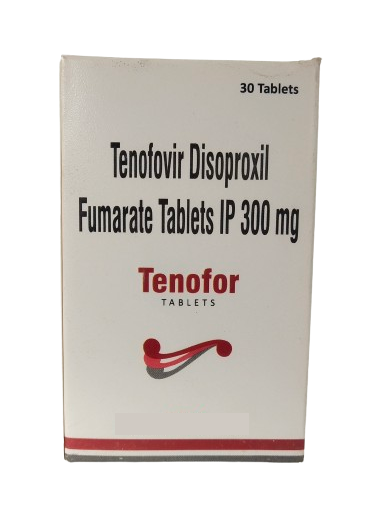 30 Tablets
Tenofovir Disoproxil
Fumarate Tablets IP 300 mg
Tenofor
TABLETS